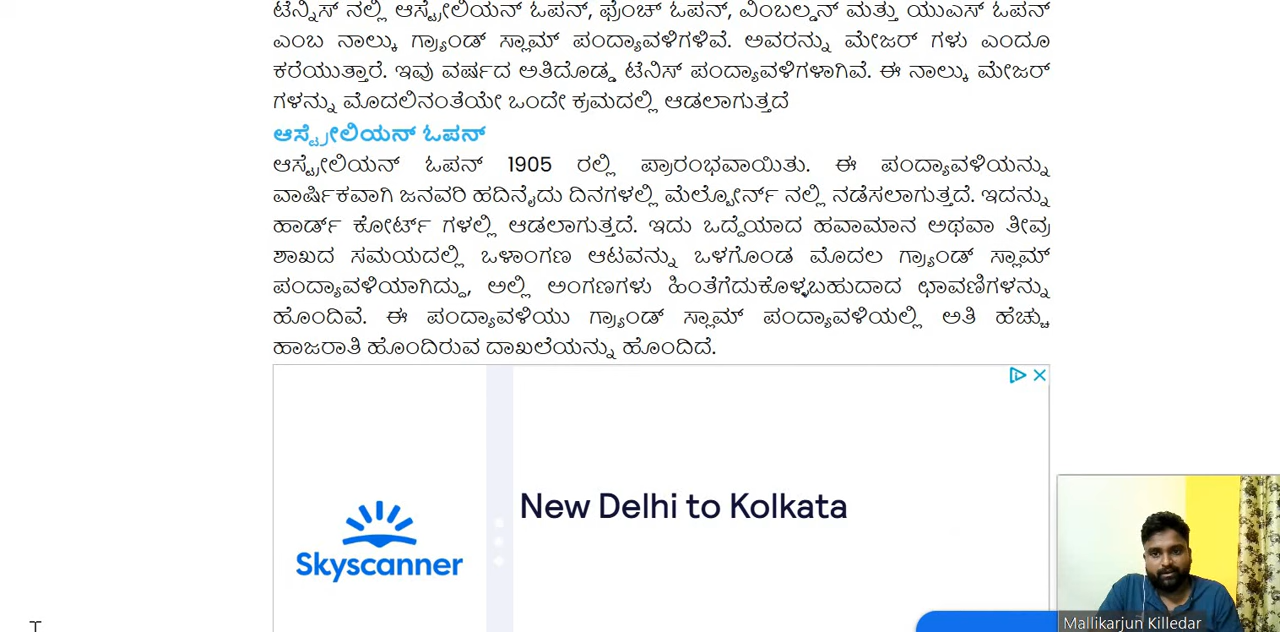 ಟೆನ್ನಿಸ್ ನಲ್ಲಿ ಆಸ್ಟ್ರೇಲಿಯನ್ ಓಪನ್, ಫ್ರೆಂಚ್ ಓಪನ್, ವಿಂಬಲ್ಡನ್ ಮತ್ತು ಯುಎಸ್ ಓಪನ್
ಎಂಬ ನಾಲ್ಕು ಗ್ರ್ಯಾಂಡ್ ಸ್ಲಾಮ್ ಪಂದ್ಯಾವಳಿಗಳಿವೆ. ಅವರನ್ನು ಮೇಜರ್ ಗಳು ಎಂದೂ
ಕರೆಯುತ್ತಾರೆ. ಇವು ವರ್ಷದ ಅತಿದೊಡ್ಡ ಟೆನಿಸ್ ಪಂದ್ಯಾವಳಿಗಳಾಗಿವೆ. ಈ ನಾಲ್ಕು ಮೇಜರ್
ಗಳನ್ನು ಮೊದಲಿನಂತೆಯೇ ಒಂದೇ ಕ್ರಮದಲ್ಲಿ ಆಡಲಾಗುತ್ತದೆ
ಆಸ್ಟ್ರೇಲಿಯನ್ ಓಪನ್
ಆಸ್ಟ್ರೇಲಿಯನ್ ಓಪನ್ 1905 ರಲ್ಲಿ ಪ್ರಾರಂಭವಾಯಿತು. ಈ ಪಂದ್ಯಾವಳಿಯನ್ನು
ವಾರ್ಷಿಕವಾಗಿ ಜನವರಿ ಹದಿನೈದು ದಿನಗಳಲ್ಲಿ ಮೆಲ್ಬೋರ್ನ್ ನಲ್ಲಿ ನಡೆಸಲಾಗುತ್ತದೆ. ಇದನ್ನು
ಹಾರ್ಡ್ ಕೋರ್ಟ್ ಗಳಲ್ಲಿ ಆಡಲಾಗುತ್ತದೆ. ಇದು ಒದ್ದೆಯಾದ ಹವಾಮಾನ ಅಥವಾ ತೀವ್ರ
ಶಾಖದ ಸಮಯದಲ್ಲಿ ಒಳಾಂಗಣ ಆಟವನ್ನು ಒಳಗೊಂಡ ಮೊದಲ ಗ್ರ್ಯಾಂಡ್ ಸ್ಲಾಮ್
ಪಂದ್ಯಾವಳಿಯಾಗಿದ್ದು, ಅಲ್ಲಿ ಅಂಗಣಗಳು ಹಿಂತೆಗೆದುಕೊಳ್ಳಬಹುದಾದ ಛಾವಣಿಗಳನ್ನು
ಹೊಂದಿವೆ. ಈ ಪಂದ್ಯಾವಳಿಯು ಗ್ರ್ಯಾಂಡ್ ಸ್ಲಾಮ್ ಪಂದ್ಯಾವಳಿಯಲ್ಲಿ ಅತಿ ಹೆಚ್ಚು
ಹಾಜರಾತಿ ಹೊಂದಿರುವ ದಾಖಲೆಯನ್ನು ಹೊಂದಿದೆ.
New Delhi to Kolkata
Skyscanner
Mallikarjun Killedar